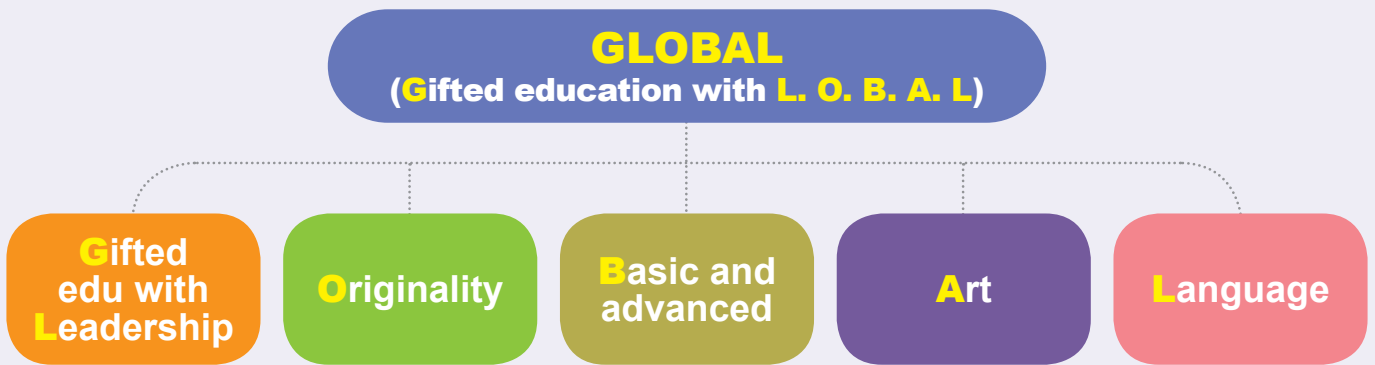 GLOBAL
(Gifted education with L. O. B. A. L)
Gifted
edu with
Leadership
Originality
Basic and
advanced
Art
Language